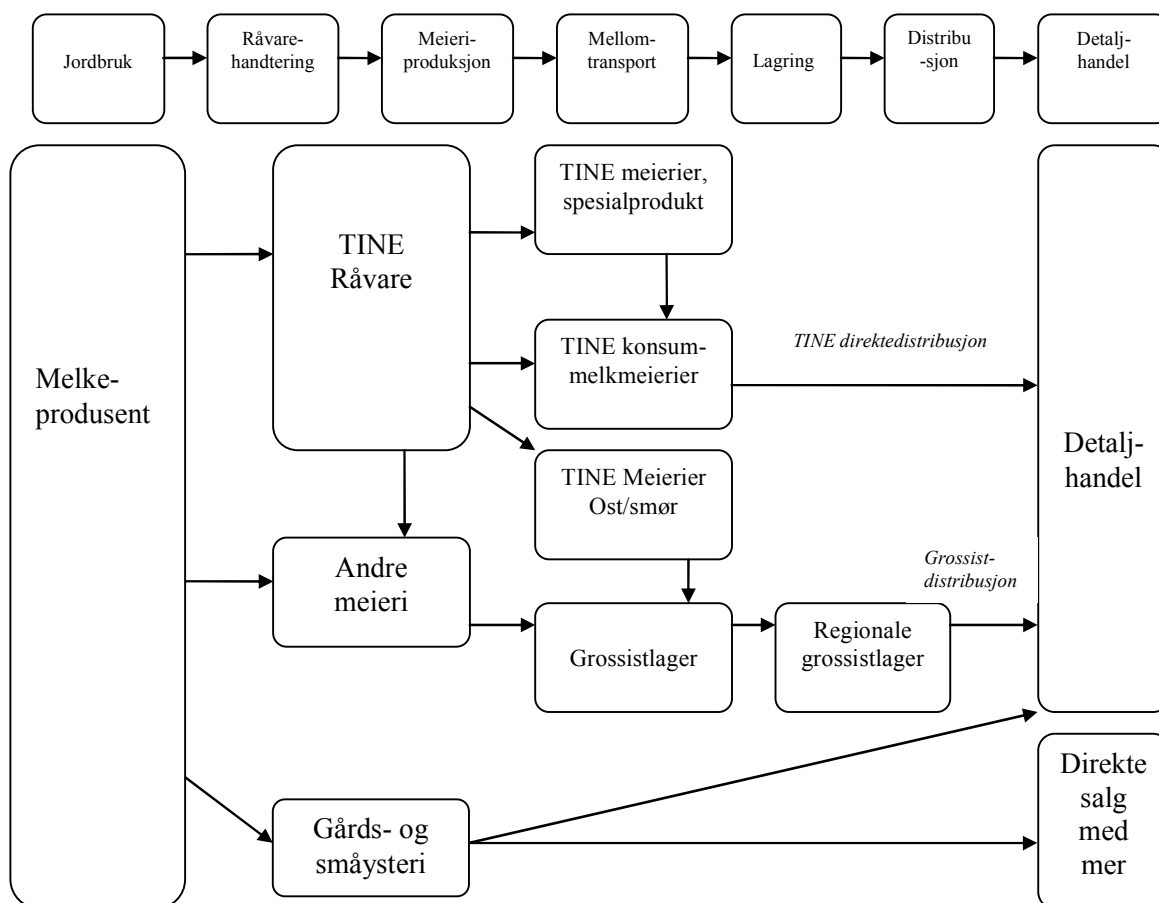 Jordbruk
Råvare-
handtering
Meieri-
produksjon
Mellom-
transport
Lagring
Distribu
-sjon
Detalj-
handel
Melke-
produsent
TINE
Råvare
TINE meierier,
spesialprodukt
TINE konsum-
melkmeierier
TINE direktedistribusjon
TINE Meierier
Ost/smør
Detalj-
handel
Andre
meieri
Grossistlager
Regionale
grossistlager
Grossist-
distribusjon
Gårds- og
småysteri
Direkte
salg
med
mer